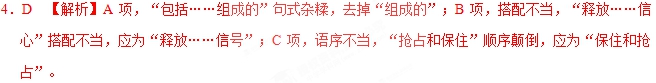 4．D　【解析】A 项，“包括……组成的”句式杂糅，去掉“组成的”；B 项，搭配不当，“释放……信
心”搭配不当，应为“释放……信号”；C 项，语序不当，“抢占和保住”顺序颠倒，应为“保住和抢
占”。